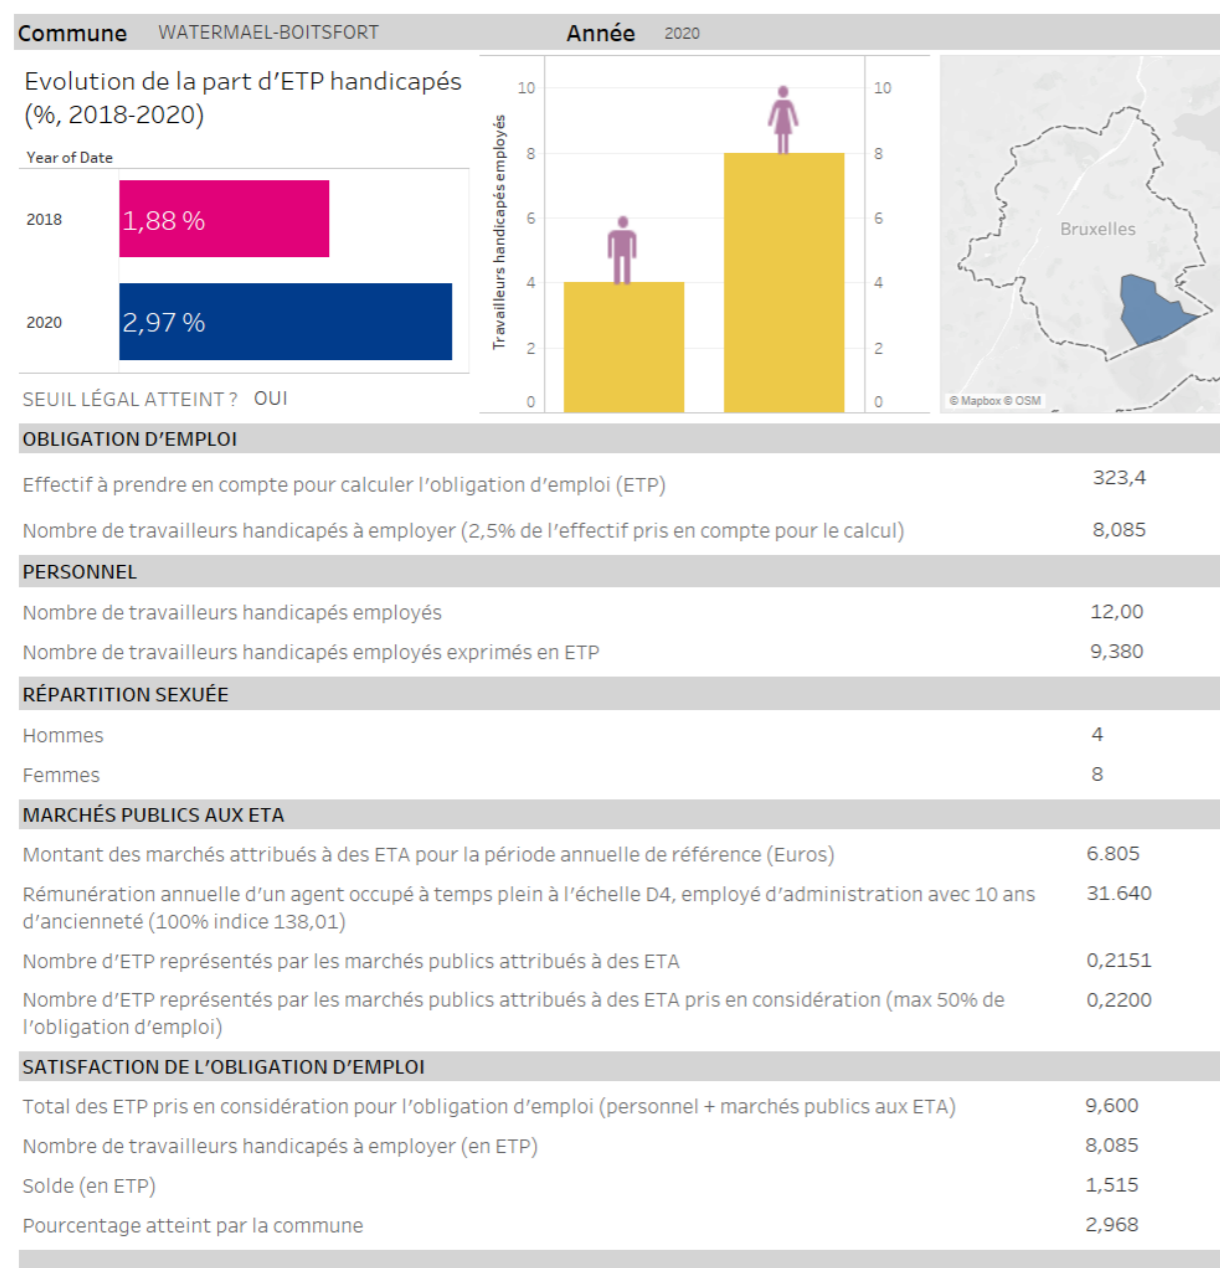 Commune WATERMAEL-BOITSFORT Année 2020
Evolution de la part d’ETP handicapés
(%, 2018-2020)
Year of Date
2018 1,88 %
2020 2,97 %
SEUIL LÉGAL ATTEINT ? OUI
Travailleurs handicapés employés
10 10
8 8
6 6
4 4
2 2
0 0
Bruxelles
© Mapbox © OSM
OBLIGATION D’EMPLOI
Effectif à prendre en compte pour calculer l’obligation d’emploi (ETP) 323,4
Nombre de travailleurs handicapés à employer (2,5% de l’effectif pris en compte pour le calcul) 8,085
PERSONNEL
Nombre de travailleurs handicapés employés 12,00
Nombre de travailleurs handicapés employés exprimés en ETP 9,380
RÉPARTITION SEXUÉE
Hommes 4
Femmes 8
MARCHÉS PUBLICS AUX ETA
Montant des marchés attribués à des ETA pour la période annuelle de référence (Euros) 6.805
Rémunération annuelle d’un agent occupé à temps plein à l’échelle D4, employé d’administration avec 10 ans 31.640
d’ancienneté (100% indice 138,01)
Nombre d’ETP représentés par les marchés publics attribués à des ETA 0,2151
Nombre d’ETP représentés par les marchés publics attribués à des ETA pris en considération (max 50% de 0,2200
l’obligation d’emploi)
SATISFACTION DE L’OBLIGATION D’EMPLOI
Total des ETP pris en considération pour l’obligation d’emploi (personnel + marchés publics aux ETA) 9,600
Nombre de travailleurs handicapés à employer (en ETP) 8,085
Solde (en ETP) 1,515
Pourcentage atteint par la commune 2,968